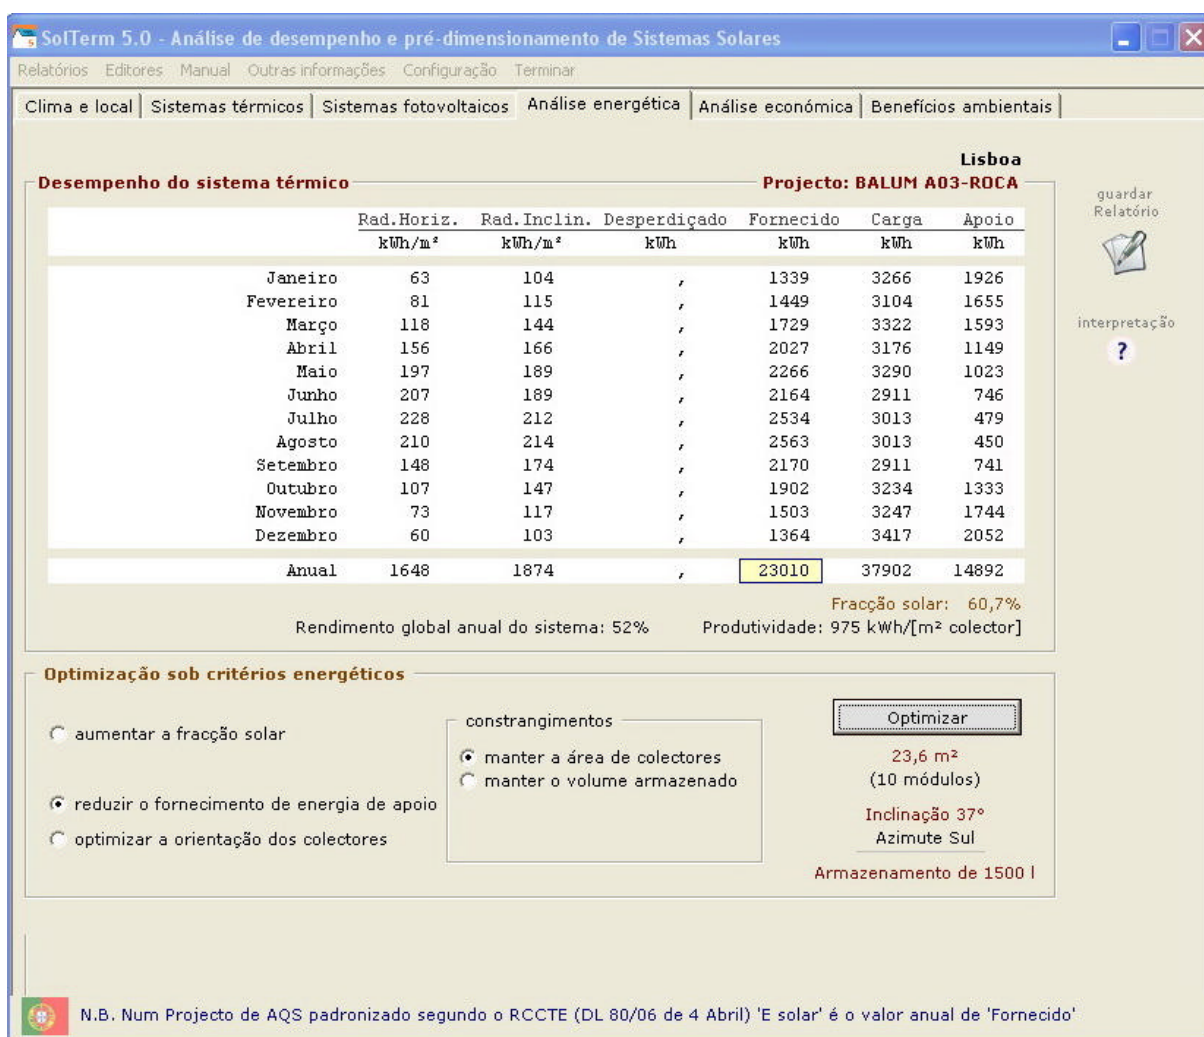 SolTerm 5.0 - Análise de desempenho e pré-dimensionamento de Sistemas Solares
Relatórios Editores Manual Outras informações Configuração Terminar
Clima e local Sistemas térmicos Sistemas fotovoltaicos Análise energética Análise económica Benefícios ambientais
Lisboa
Desempenho do sistema térmico Projecto: BALUM A03-ROCA
guardar
Relatório
Rad.Horiz. Rad.Inclin. Desperdiçado Fornecido Carga Apoio
kWh/m² kWh/m² kWh kWh kWh kWh
Janeiro 63 104 , 1339 3266 1926
Fevereiro 81 115 , 1449 3104 1655
Março 118 144 , 1729 3322 1593
interpretação
Abril 156 166 , 2027 3176 1149
?
Maio 197 189 , 2266 3290 1023
Junho 207 189 , 2164 2911 746
Julho 228 212 , 2534 3013 479
Agosto 210 214 , 2563 3013 450
Setembro 148 174 , 2170 2911 741
Outubro 107 147 , 1902 3234 1333
Novembro 73 117 , 1503 3247 1744
Dezembro 60 103 , 1364 3417 2052
Anual 1648 1874 , 23010 37902 14892
Fracção solar: 60,7%
Rendimento global anual do sistema: 52% Produtividade: 975 kWh/[m² colector]
Optimização sob critérios energéticos
aumentar a fracção solar
reduzir o fornecimento de energia de apoio
optimizar a orientação dos colectores
constrangimentos
manter a área de colectores
manter o volume armazenado
Optimizar
23,6 m²
(10 módulos)
Inclinação 37°
Azimute Sul
Armazenamento de 1500 l
N.B. Num Projecto de AQS padronizado segundo o RCCTE (DL 80/06 de 4 Abril) 'E solar' é o valor anual de 'Fornecido'